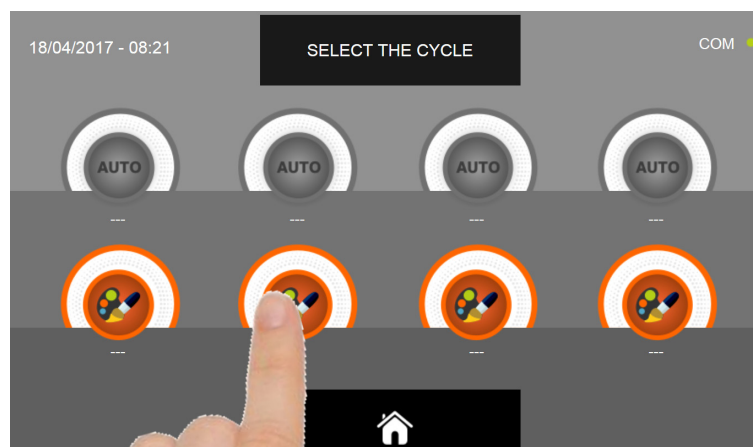 18/04/2017 - 08:21
SELECT THE CYCLE
COM
AUTO AUTO AUTO AUTO
--- --- --- ---
--- --- ---